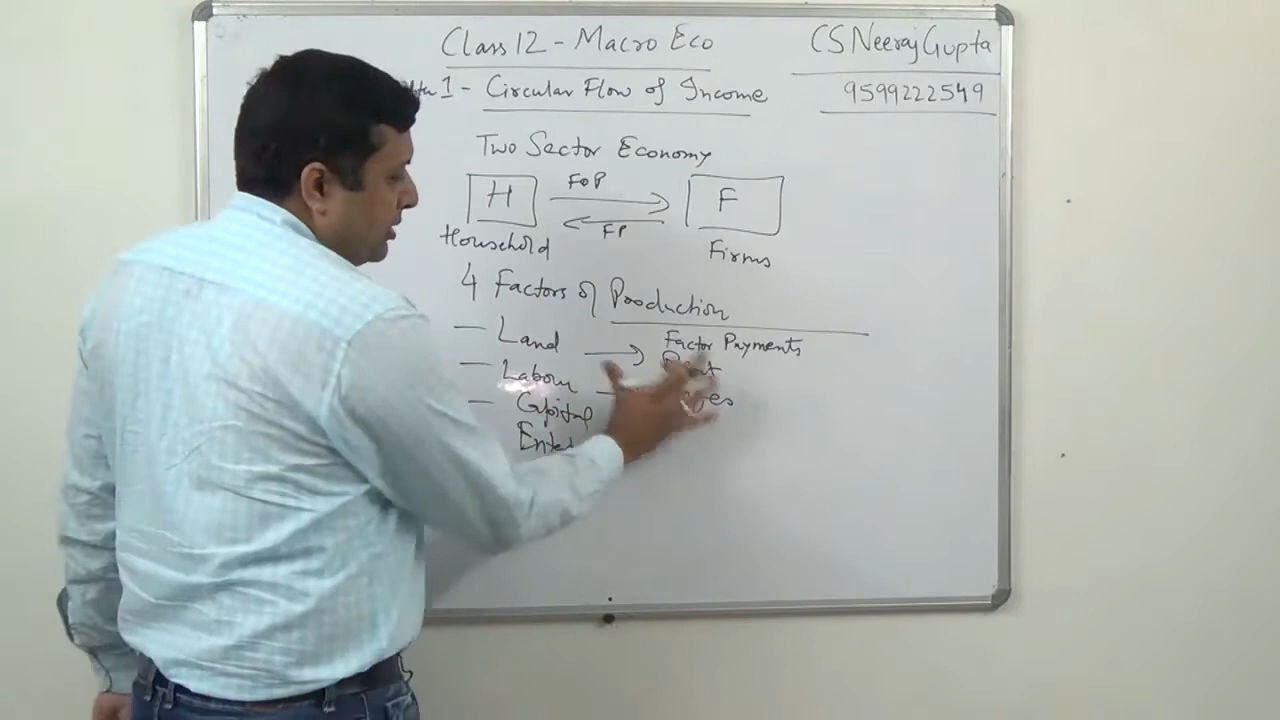 Class 12 - Macro Eco
CS Neeraj Gupta
1 - Circular Flow of Income
9599222549
Two Sector Economy
H
FOP
F
FP
Household
Firms
4 Factors of Production
Factor Payments
- Land
- Labour
- Capital